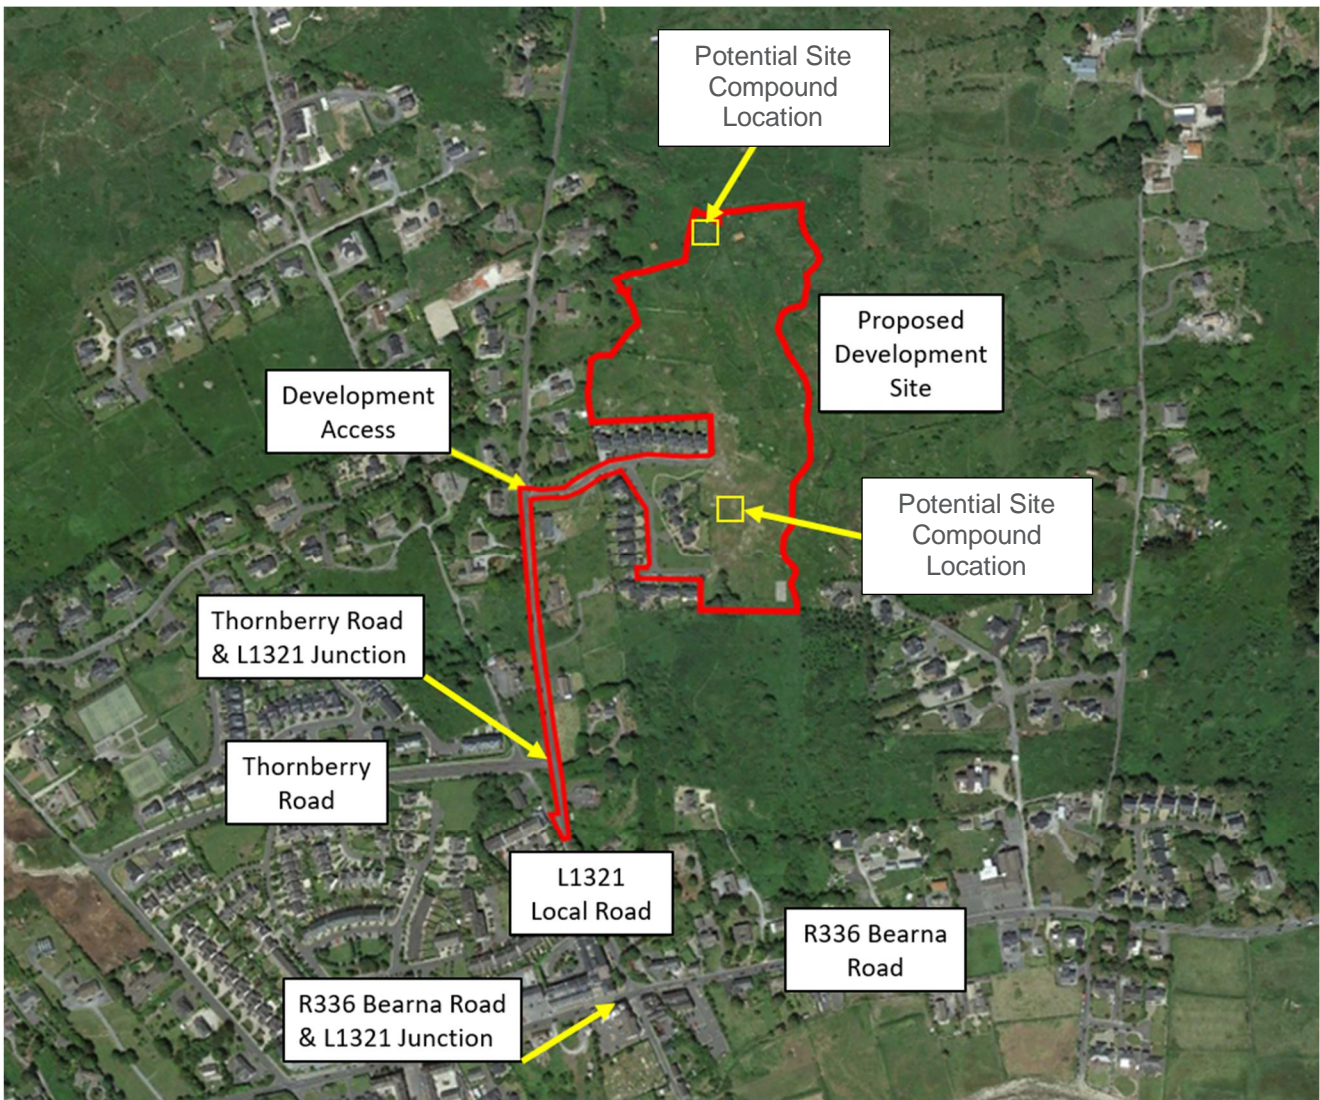 Potential Site
Compound
Location
Proposed
Development
Site
Development
Access
Potential Site
Compound
Location
Thornberry Road
& L1321 Junction
Thornberry
Road
L1321
Local Road
R336 Bearna
Road
R336 Bearna Road
& L1321 Junction